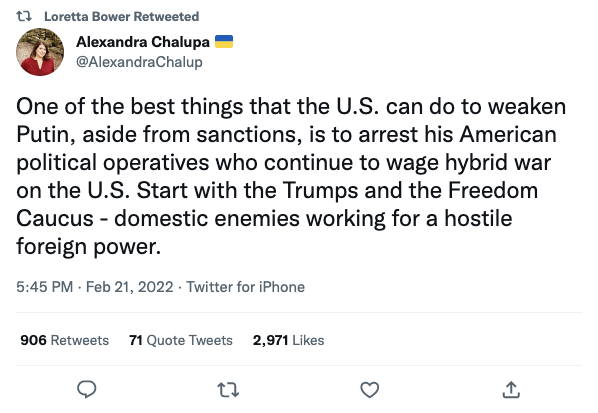 Loretta Bower Retweeted
Alexandra Chalupa 🇺🇦
@AlexandraChalup
One of the best things that the U.S. can do to weaken
Putin, aside from sanctions, is to arrest his American
political operatives who continue to wage hybrid war
on the U.S. Start with the Trumps and the Freedom
Caucus - domestic enemies working for a hostile
foreign power.
5:45 PM · Feb 21, 2022 · Twitter for iPhone
906 Retweets 71 Quote Tweets 2,971 Likes